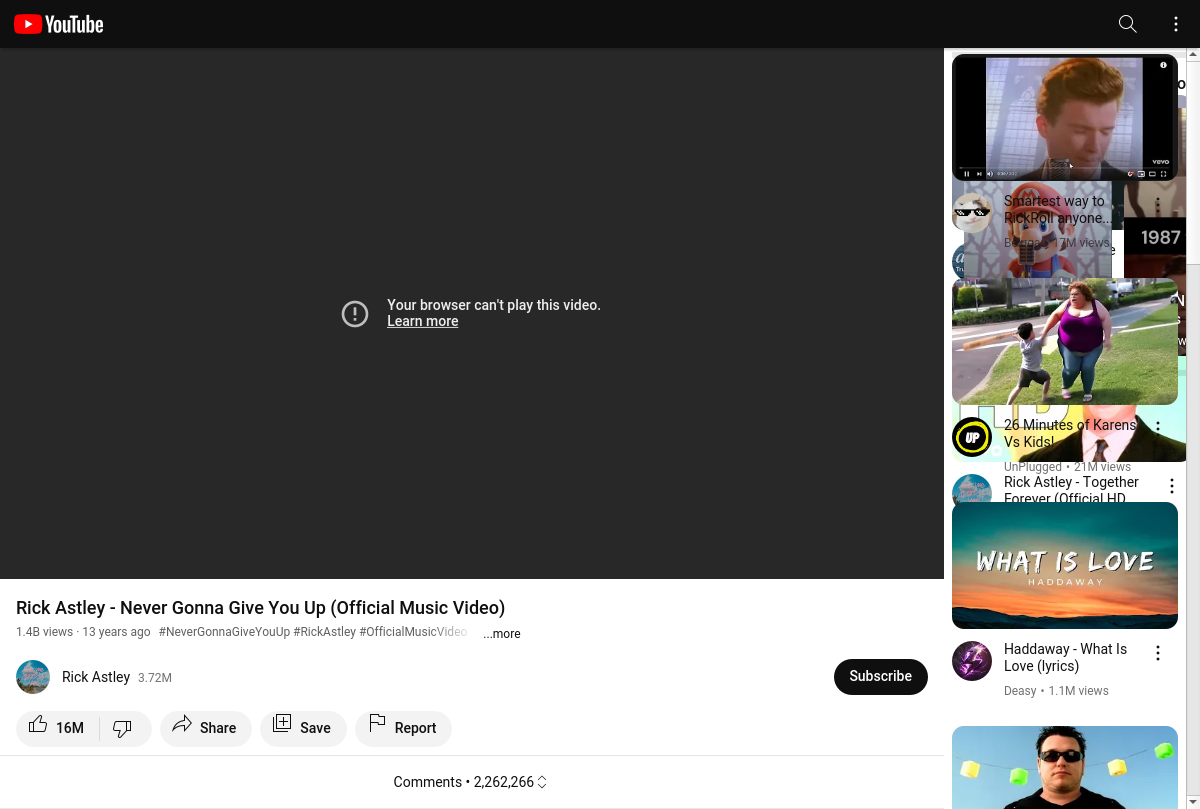 YouTube
Your browser can't play this video.
Learn more
Rick Astley - Never Gonna Give You Up (Official Music Video)
1.4B views · 13 years ago #NeverGonnaGiveYouUp #RickAstley #OfficialMusicVideo ...more
Rick Astley 3.72M
Subscribe
16M
Share
Save
Report
Comments • 2,262,266
vevo
Smartest way to
RickRoll anyone...
17M views
1987
26 Minutes of Karens
Vs Kids!
UP
UnPlugged • 21M views
Rick Astley - Together
Forever (Official HD
WHAT IS LOVE
HADDAWAY
Haddaway - What Is
Love (lyrics)
Deasy • 1.1M views